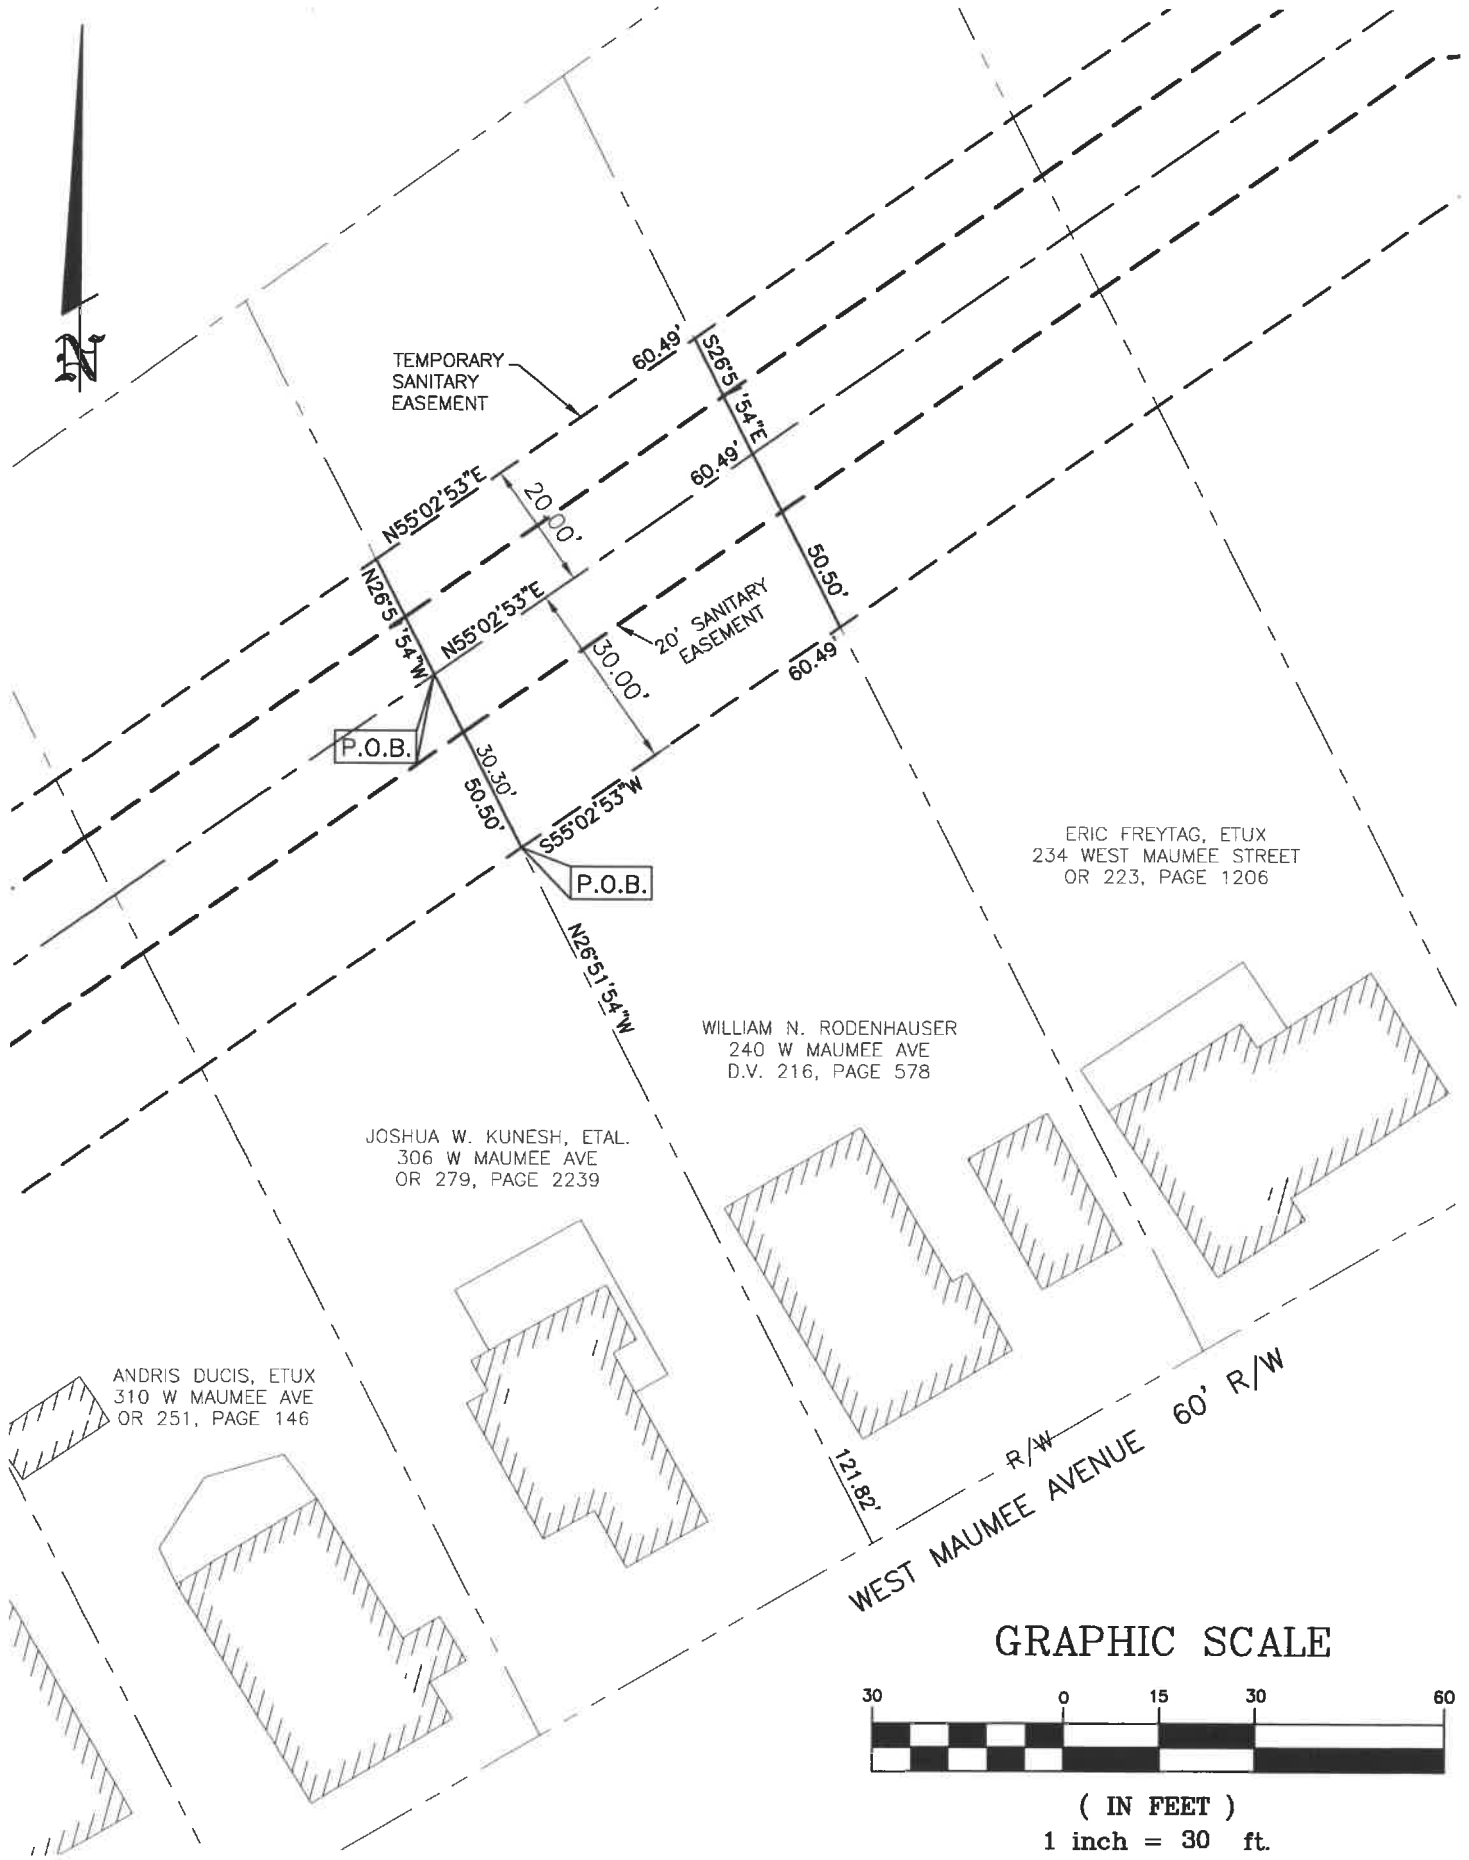 N
TEMPORARY
SANITARY
EASEMENT
60.49'
S26°51'54"E
N55°02'53"E
20.00'
60.49'
N26°51'54"W
N55°02'53"E
50.50'
20' SANITARY
EASEMENT
30.00'
60.49'
P.O.B.
30.30'
50.50'
S55°02'53"W
P.O.B.
ERIC FREYTAG, ETUX
234 WEST MAUMEE STREET
OR 223, PAGE 1206
N26°51'54"W
WILLIAM N. RODENHAUSER
240 W MAUMEE AVE
D.V. 216, PAGE 578
JOSHUA W. KUNESH, ETAL.
306 W MAUMEE AVE
OR 279, PAGE 2239
ANDRIS DUCIS, ETUX
310 W MAUMEE AVE
OR 251, PAGE 146
121.82'
R/W
WEST MAUMEE AVENUE 60' R/W
GRAPHIC SCALE
30 0 15 30 60
( IN FEET )
1 inch = 30 ft.